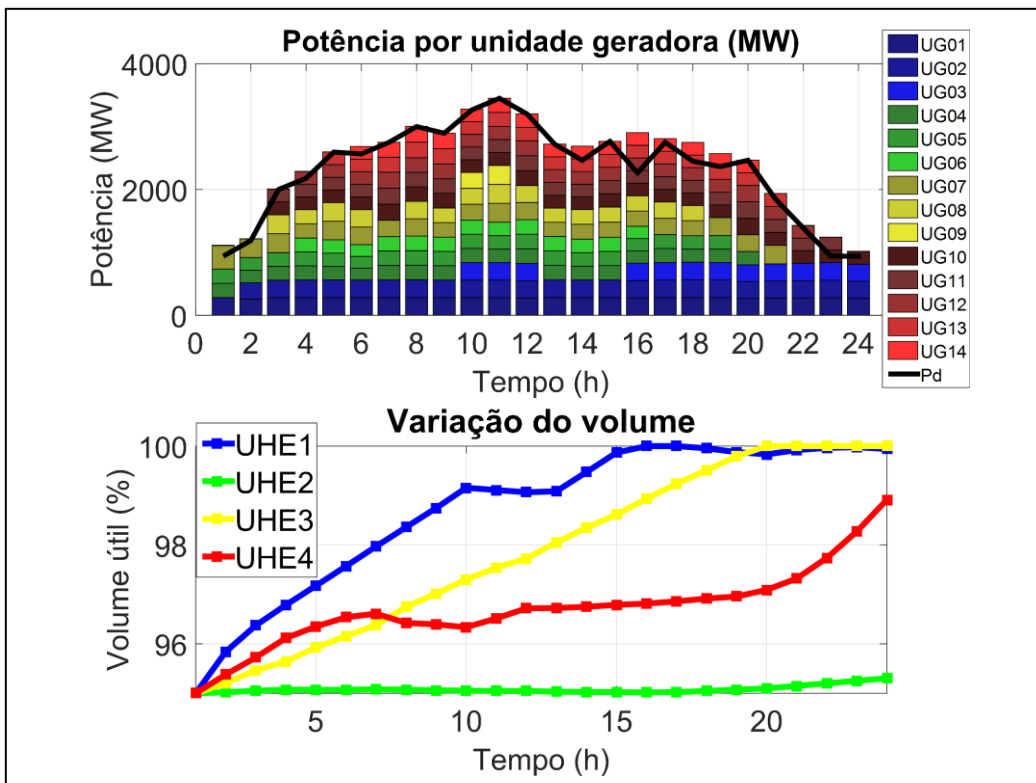 Potência por unidade geradora (MW)
4000
2000
0
Potência (MW)
0 2 4 6 8 10 12 14 16 18 20 22 24
Tempo (h)
UG01
UG02
UG03
UG04
UG05
UG06
UG07
UG08
UG09
UG10
UG11
UG12
UG13
UG14
Pd
Variação do volume
100
98
96
Volume útil (%)
UHE1
UHE2
UHE3
UHE4
5 10 15 20
Tempo (h)